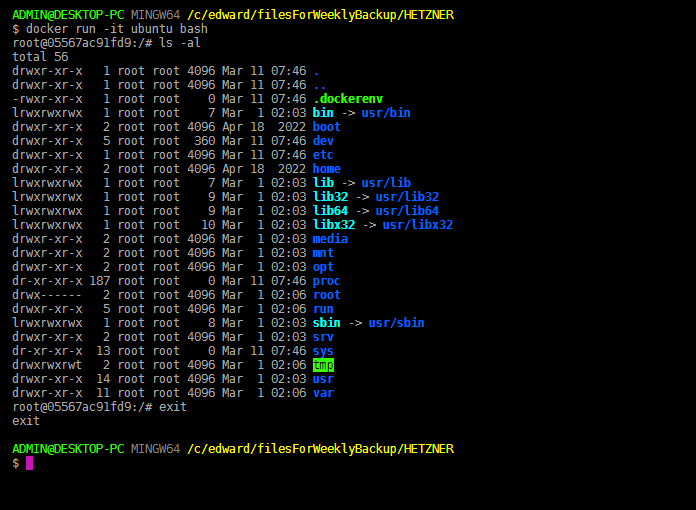 ADMIN@DESKTOP-PC MINGW64 /c/edward/filesForWeeklyBackup/HETZNER
$ docker run -it ubuntu bash
root@05567ac91fd9:/# ls -al
total 56
drwxr-xr-x   1 root root 4096 Mar 11 07:46 .
drwxr-xr-x   1 root root 4096 Mar 11 07:46 ..
-rwxr-xr-x   1 root root    0 Mar 11 07:46 .dockerenv
lrwxrwxrwx   1 root root    7 Mar  1 02:03 bin -> usr/bin
drwxr-xr-x   2 root root 4096 Apr 18  2022 boot
drwxr-xr-x   5 root root  360 Mar 11 07:46 dev
drwxr-xr-x   1 root root 4096 Mar 11 07:46 etc
drwxr-xr-x   2 root root 4096 Apr 18  2022 home
lrwxrwxrwx   1 root root    7 Mar  1 02:03 lib -> usr/lib
lrwxrwxrwx   1 root root    9 Mar  1 02:03 lib32 -> usr/lib32
lrwxrwxrwx   1 root root    9 Mar  1 02:03 lib64 -> usr/lib64
lrwxrwxrwx   1 root root   10 Mar  1 02:03 libx32 -> usr/libx32
drwxr-xr-x   2 root root 4096 Mar  1 02:03 media
drwxr-xr-x   2 root root 4096 Mar  1 02:03 mnt
drwxr-xr-x   2 root root 4096 Mar  1 02:03 opt
dr-xr-xr-x 187 root root    0 Mar 11 07:46 proc
drwx------   2 root root 4096 Mar  1 02:06 root
drwxr-xr-x   5 root root 4096 Mar  1 02:06 run
lrwxrwxrwx   1 root root    8 Mar  1 02:03 sbin -> usr/sbin
drwxr-xr-x   2 root root 4096 Mar  1 02:03 srv
dr-xr-xr-x  13 root root    0 Mar 11 07:46 sys
drwxrwxrwt   2 root root 4096 Mar  1 02:06 tmp
drwxr-xr-x  14 root root 4096 Mar  1 02:03 usr
drwxr-xr-x  11 root root 4096 Mar  1 02:06 var
root@05567ac91fd9:/# exit
exit
ADMIN@DESKTOP-PC MINGW64 /c/edward/filesForWeeklyBackup/HETZNER
$